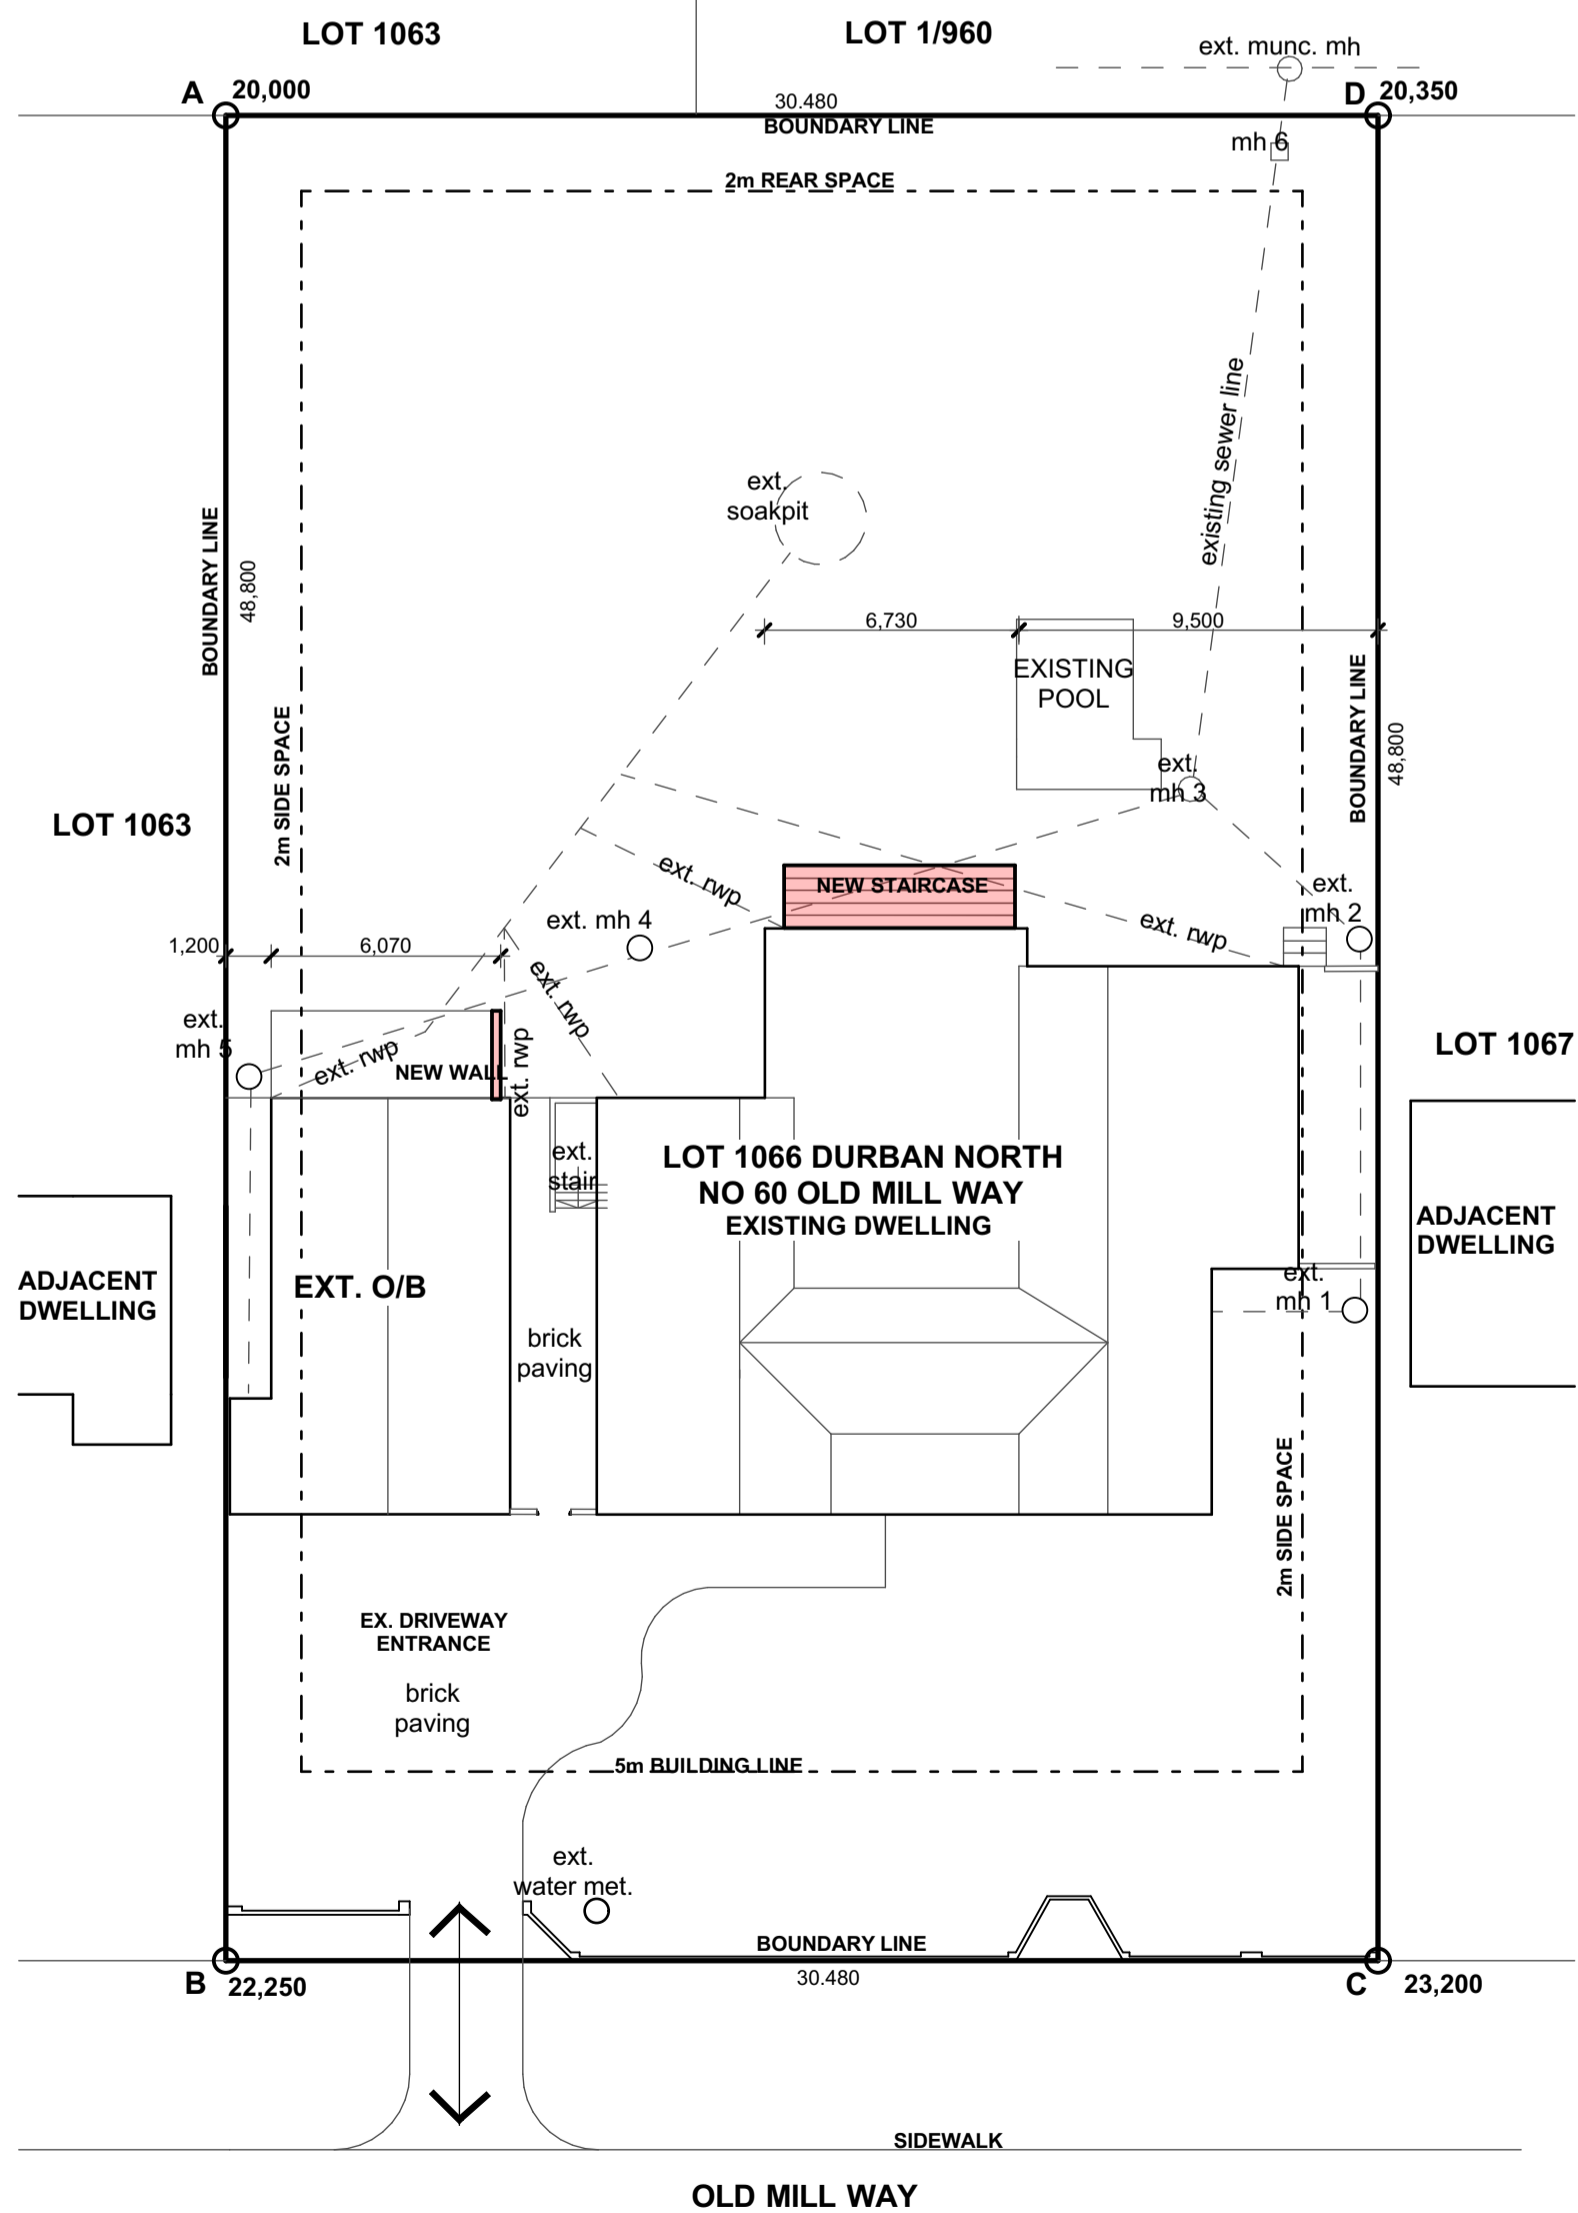 LOT 1063
LOT 1/960
ext. munc. mh
A
20,000
30.480
BOUNDARY LINE
D
20,350
mh 6
2m REAR SPACE
existing sewer line
ext.
soakpit
BOUNDARY LINE
48,800
6,730
9,500
EXISTING
POOL
BOUNDARY LINE
48,800
2m SIDE SPACE
ext.
mh 3
LOT 1063
ext. rwp
NEW STAIRCASE
ext.
mh 2
ext. mh 4
ext. rwp
1,200
6,070
ext. rwp
ext.
mh 5
ext. rwp
NEW WALL
ext. rwp
LOT 1067
ext.
stair
LOT 1066 DURBAN NORTH
NO 60 OLD MILL WAY
EXISTING DWELLING
ADJACENT
DWELLING
ADJACENT
DWELLING
EXT. O/B
ext.
mh 1
brick
paving
2m SIDE SPACE
EX. DRIVEWAY
ENTRANCE
brick
paving
5m BUILDING LINE
ext.
water met.
BOUNDARY LINE
30.480
B
22,250
C
23,200
SIDEWALK
OLD MILL WAY